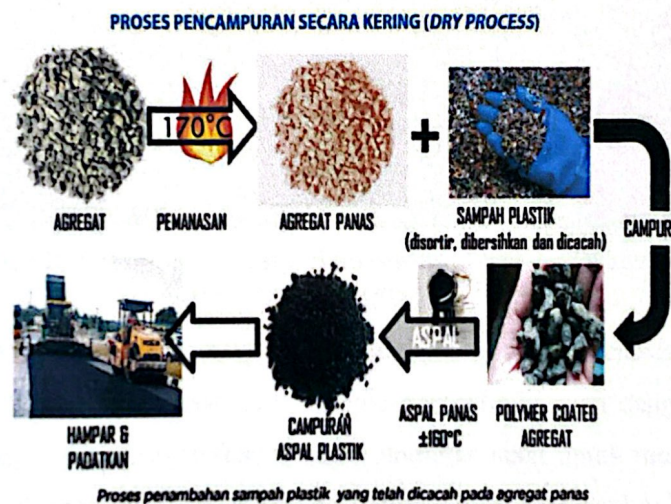 PROSES PENCAMPURAN SECARA KERING (DRY PROCESS)
170°C
+
AGREGAT
PEMANASAN
AGREGAT PANAS
SAMPAH PLASTIK
(disortir, dibersihkan dan dicacah)
CAMPUR
ASPAL
HAMPAR &
PADATKAN
CAMPURAN
ASPAL PLASTIK
ASPAL PANAS
±160°C
POLYMER COATED
AGREGAT
Proses penambahan sampah plastik yang telah dicacah pada agregat panas